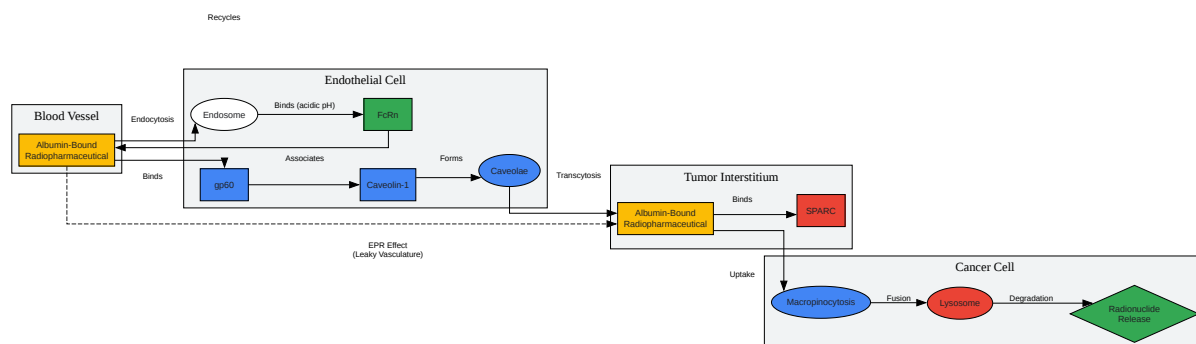 Recycles
Endothelial Cell
Blood Vessel
Endocytosis
Endosome
Binds (acidic pH)
FcRn
Albumin-Bound
Radiopharmaceutical
Binds
gp60
Associates
Caveolin-1
Forms
Caveolae
Transcytosis
Tumor Interstitium
Albumin-Bound
Radiopharmaceutical
Binds
SPARC
EPR Effect
(Leaky Vasculature)
Uptake
Cancer Cell
Macropinocytosis
Fusion
Lysosome
Degradation
Radionuclide
Release